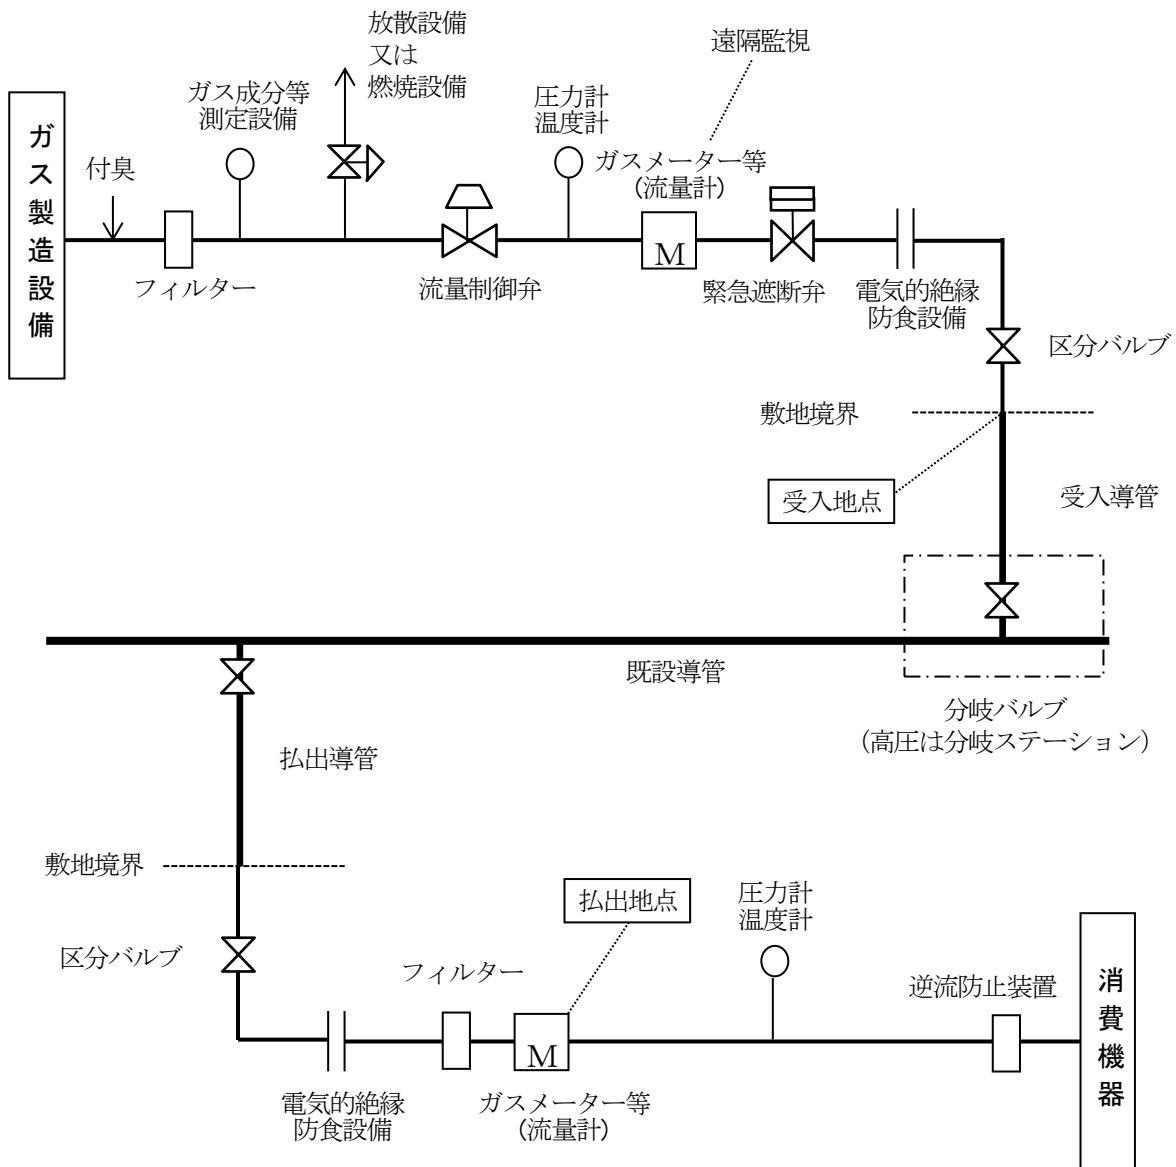 放散設備
又は
燃焼設備
遠隔監視
ガス成分等
測定設備
圧力計
温度計
ガス製造設備
付臭
ガスメーター等
(流量計)
M
フィルター
流量制御弁
緊急遮断弁
電気的絶縁
防食設備
区分バルブ
敷地境界
受入地点
受入導管
既設導管
分岐バルブ
(高圧は分岐ステーション)
払出導管
敷地境界
払出地点
圧力計
温度計
区分バルブ
フィルター
逆流防止装置
消費機器
M
電気的絶縁
防食設備
ガスメーター等
(流量計)